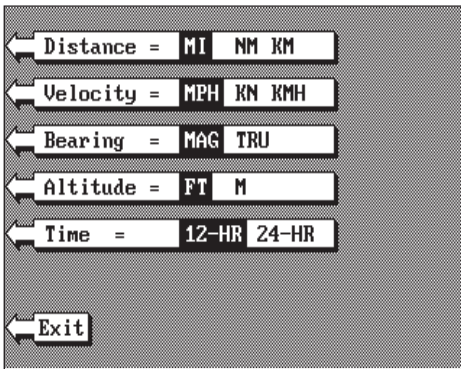 Distance = MI NM KM
Velocity = MPH KN KMH
Bearing = MAG TRU
Altitude = FT M
Time = 12-HR 24-HR
Exit